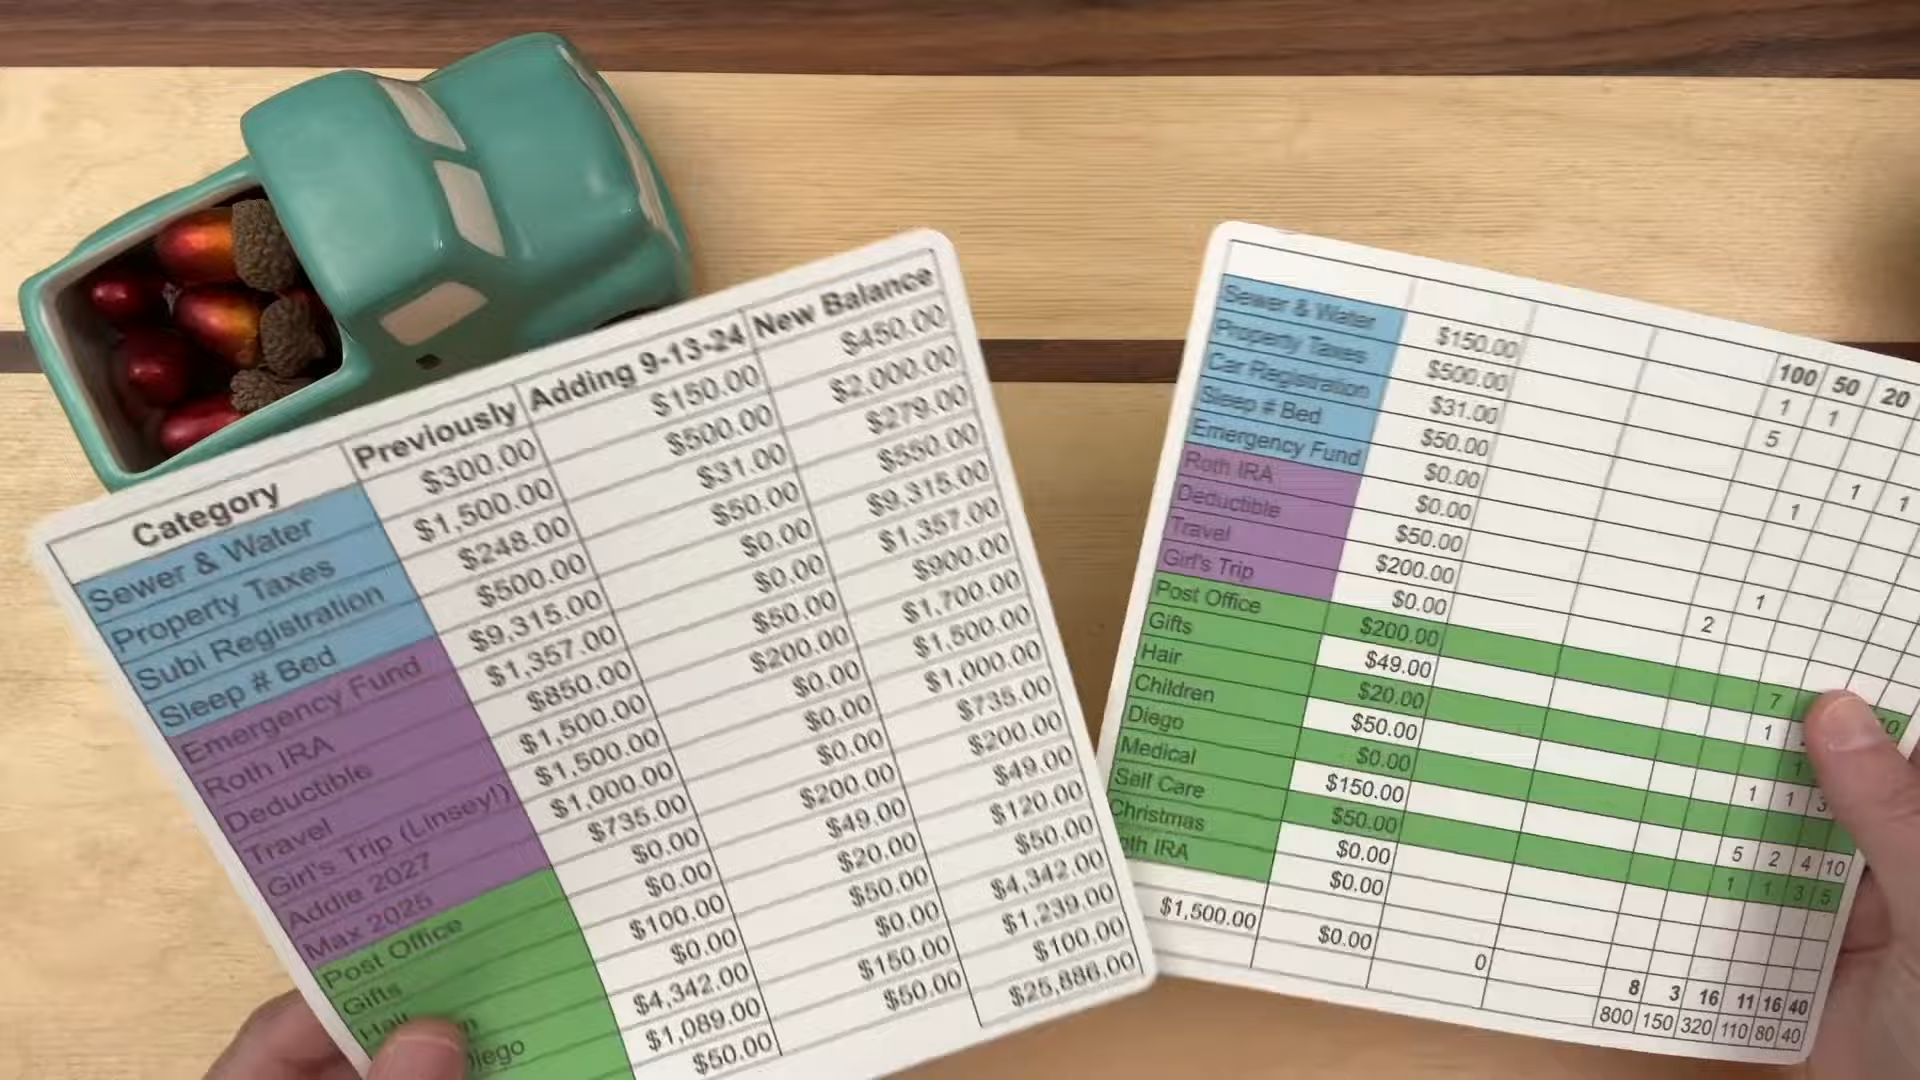 Category Previously Adding 9-13-24 New Balance
Sewer & Water $300.00 $150.00 $450.00
Property Taxes $1,500.00 $500.00 $2,000.00
Subi Registration $248.00 $31.00 $279.00
Sleep # Bed $500.00 $50.00 $550.00
Emergency Fund $9,315.00 $0.00 $9,315.00
Roth IRA $1,357.00 $0.00 $1,357.00
Deductible $850.00 $50.00 $900.00
Travel $1,500.00 $200.00 $1,700.00
Girl's Trip (Linsey!) $1,500.00 $0.00 $1,500.00
Addie 2027 $1,000.00 $0.00 $1,000.00
Max 2025 $735.00 $0.00 $735.00
Post Office $0.00 $200.00 $200.00
Gifts $0.00 $49.00 $49.00
Hair $100.00 $20.00 $120.00
$0.00 $50.00 $50.00
Diego $4,342.00 $0.00 $4,342.00
$1,089.00 $150.00 $1,239.00
$50.00 $50.00 $100.00
$25,886.00
100 50 20
Sewer & Water $150.00 1 1
Property Taxes $500.00 5
Car Registration $31.00 1 1
Sleep # Bed $50.00 1
Emergency Fund $0.00
Roth IRA $0.00
Deductible $50.00 1
Travel $200.00 2
Girl's Trip $0.00
Post Office $200.00 7 10
Gifts $49.00 1
Hair $20.00 1
Children $50.00 1 1 3
Diego $0.00
Medical $150.00 5 2 4 10
Self Care $50.00 1 1 3 5
Christmas $0.00
oth IRA $0.00
$1,500.00 $0.00 0 8 3 16 11 16 40
800 150 320 110 80 40